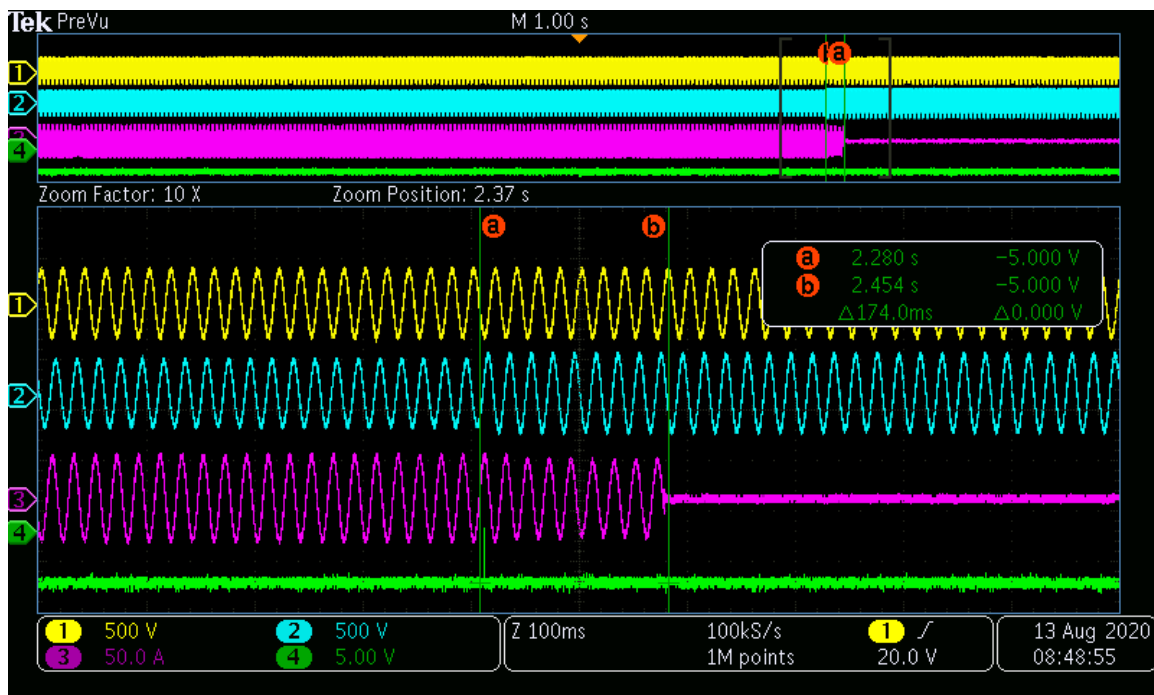 Tek PreVu M 1.00 s
a
1
2
4
Zoom Factor: 10 X Zoom Position: 2.37 s
a b
a 2.280 s -5.000 V
b 2.454 s -5.000 V
△174.0ms △0.000 V
1
2
3
4
1 500 V 2 500 V Z 100ms 100kS/s 1 13 Aug 2020
3 50.0 A 4 5.00 V 1M points 20.0 V 08:48:55